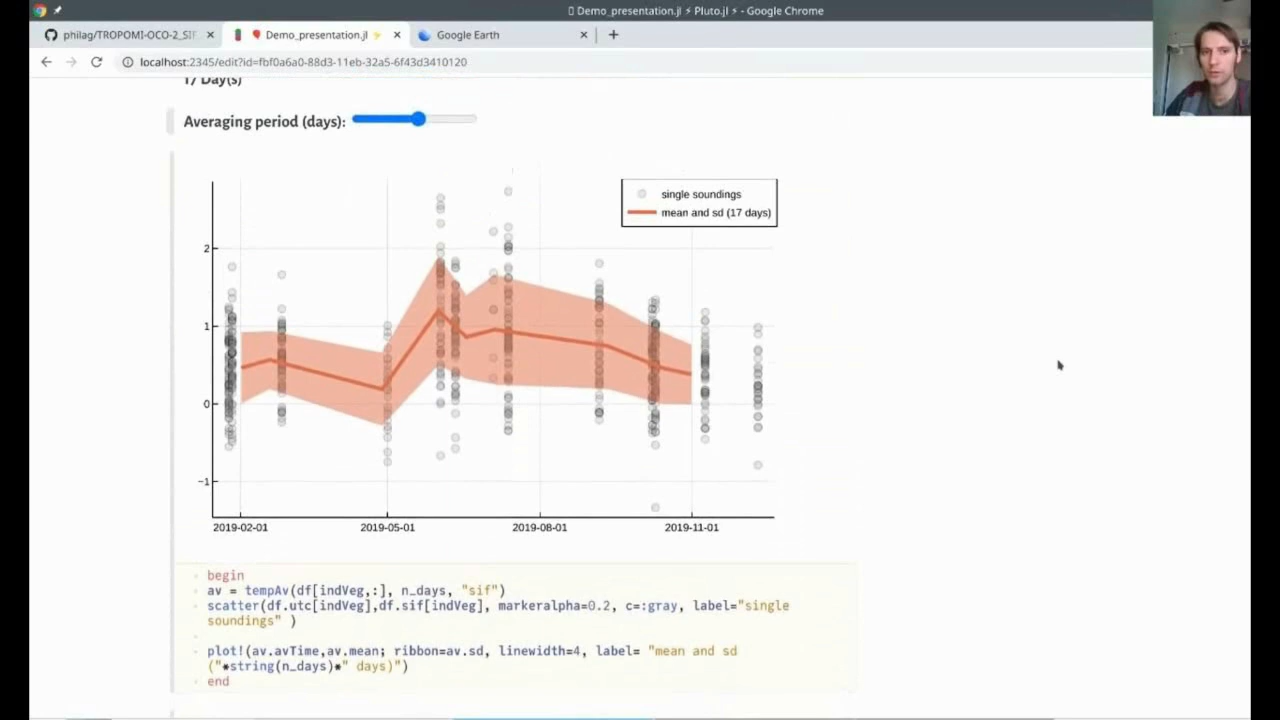 Demo_presentation.jl ⚡ Pluto.jl ⚡ - Google Chrome
philag/TROPOMI-OCO-2_SIF
Demo_presentation.jl
Google Earth
localhost:2345/edit?id=fbf0a6a0-88d3-11eb-32a5-6f43d3410120
17 Day(s)
Averaging period (days):
single soundings
mean and sd (17 days)
2
1
0
−1
2019-02-01 2019-05-01 2019-08-01 2019-11-01
begin
av = tempAv(df[indVeg,:], n_days, "sif")
scatter(df.utc[indVeg],df.sif[indVeg], markeralpha=0.2, c=:gray, label="single
soundings" )
plot!(av.avTime,av.mean; ribbon=av.sd, linewidth=4, label= "mean and sd
("*string(n_days)*" days)")
end